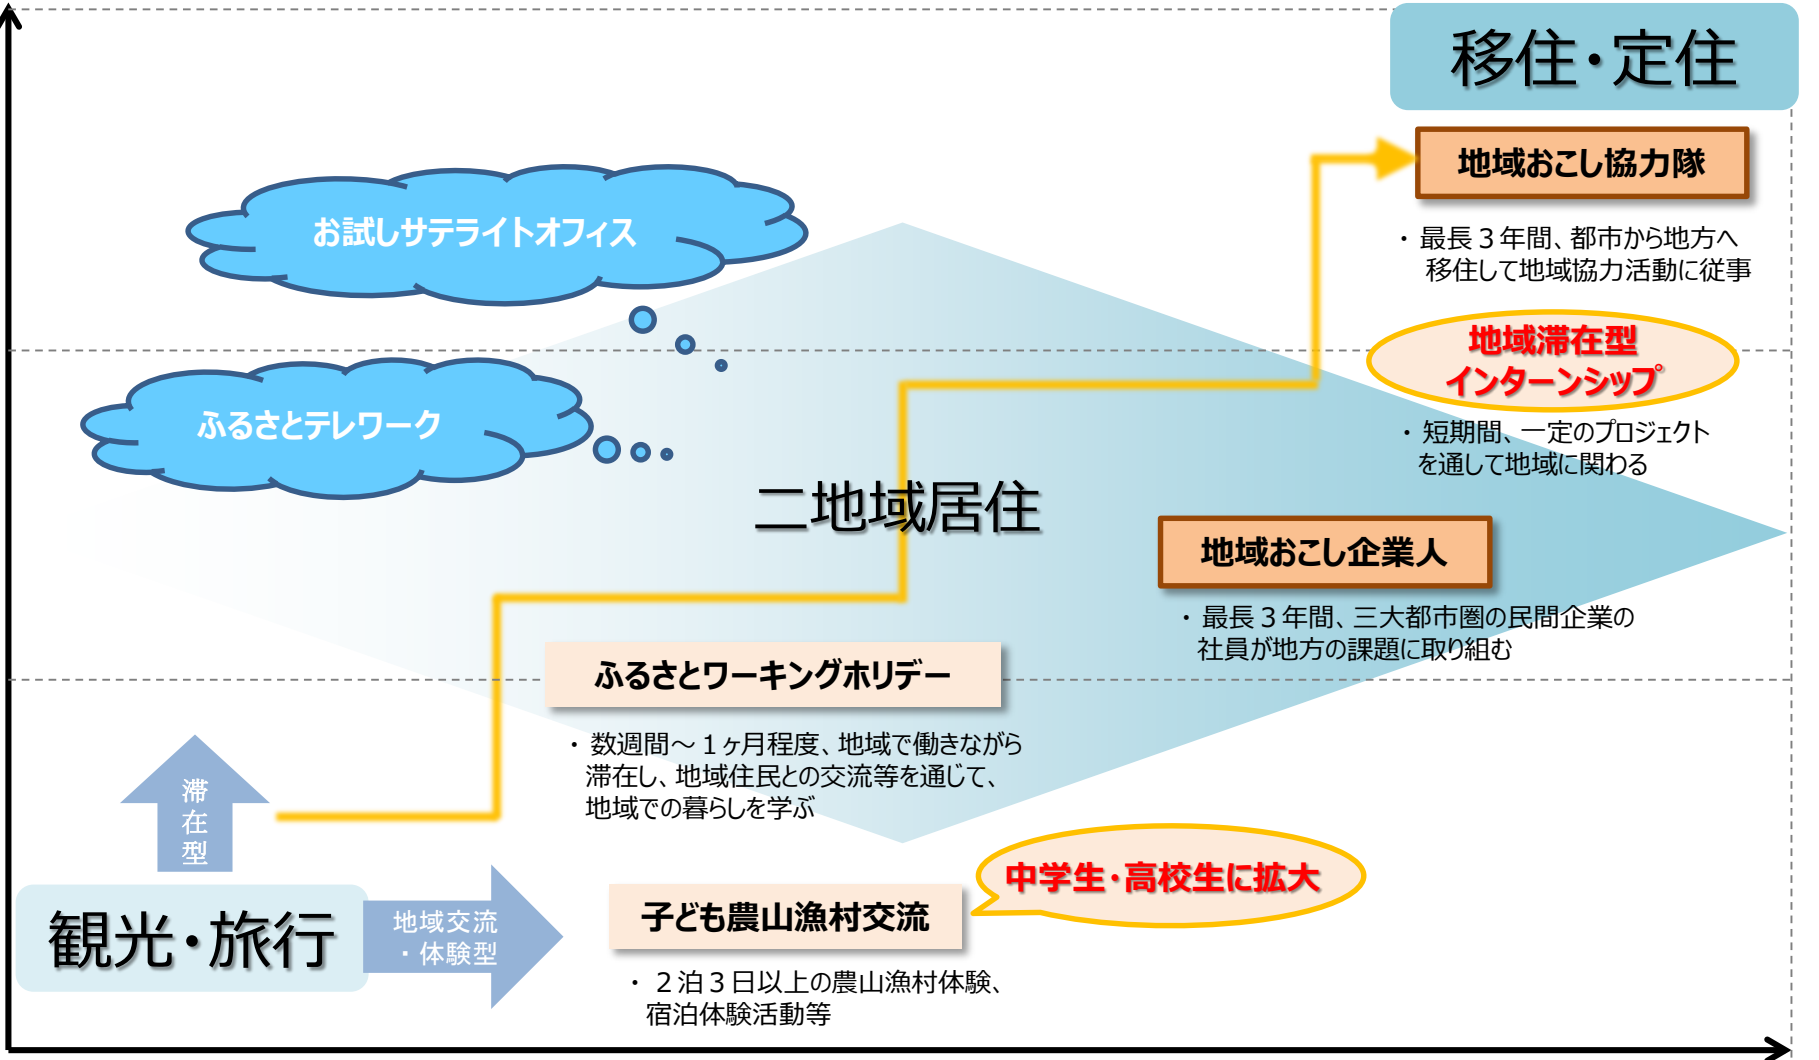 移住・定住
地域おこし協力隊
・最長３年間、都市から地方へ
移住して地域協力活動に従事
お試しサテライトオフィス
地域滞在型
インターンシップ
・短期間、一定のプロジェクト
を通して地域に関わる
ふるさとテレワーク
二地域居住
地域おこし企業人
・最長３年間、三大都市圏の民間企業の
社員が地方の課題に取り組む
ふるさとワーキングホリデー
・数週間～１ヶ月程度、地域で働きながら
滞在し、地域住民との交流等を通じて、
地域での暮らしを学ぶ
滞在型
中学生・高校生に拡大
観光・旅行
地域交流
・体験型
子ども農山漁村交流
・２泊３日以上の農山漁村体験、
宿泊体験活動等